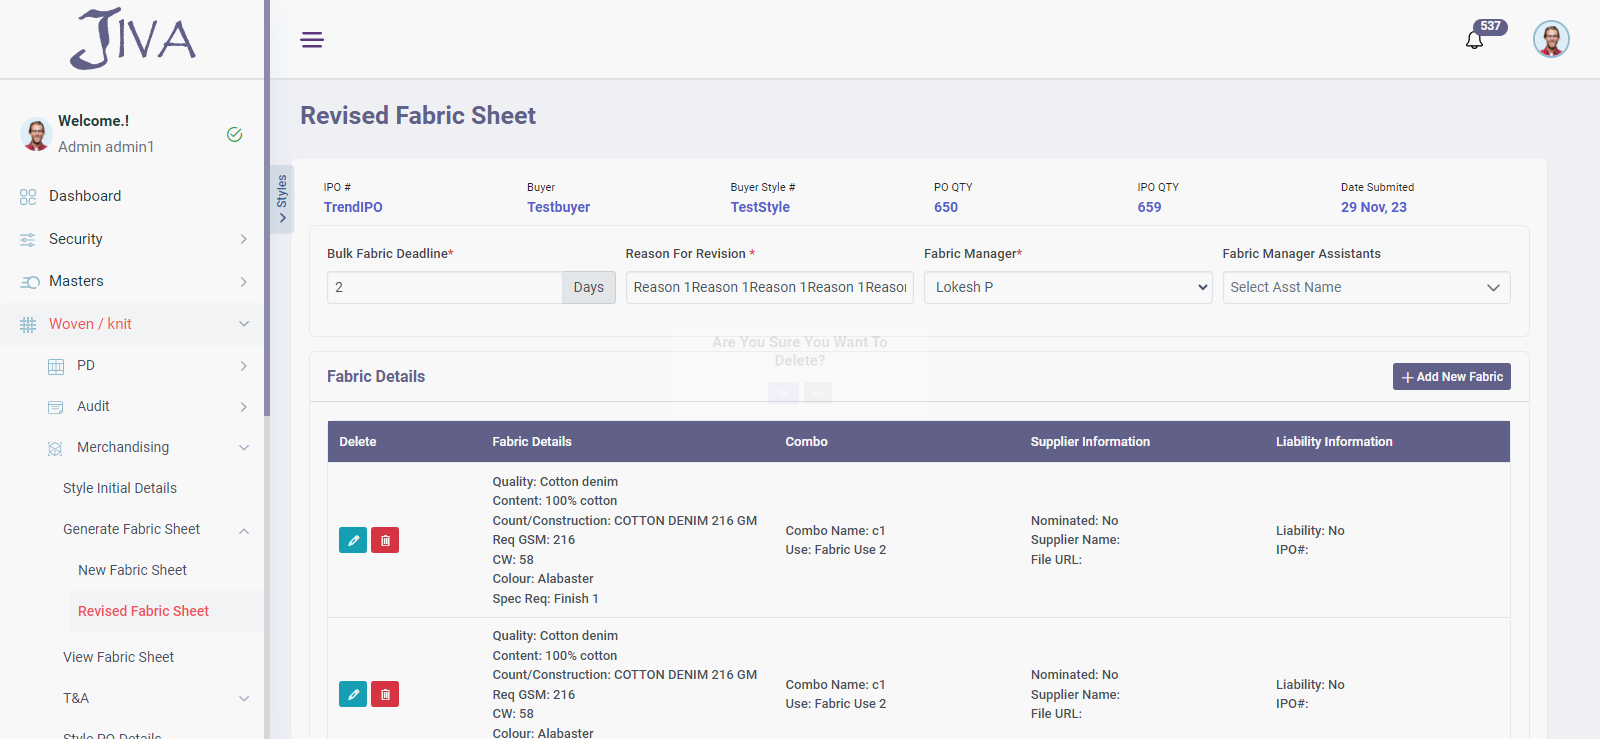 JIVA
537
Welcome.!
Admin admin1
Dashboard
Security
Masters
Woven / knit
PD
Audit
Merchandising
Style Initial Details
Generate Fabric Sheet
New Fabric Sheet
Revised Fabric Sheet
View Fabric Sheet
T&A
Style PO Details
Styles
Revised Fabric Sheet
IPO # Buyer Buyer Style # PO QTY IPO QTY Date Submited
TrendIPO Testbuyer TestStyle 650 659 29 Nov, 23
Bulk Fabric Deadline* Reason For Revision * Fabric Manager* Fabric Manager Assistants
2 Days Reason 1Reason 1Reason 1Reason 1Reason Lokesh P Select Asst Name
Are You Sure You Want To
Delete?
Fabric Details
Add New Fabric
Delete Fabric Details Combo Supplier Information Liability Information
Quality: Cotton denim
Content: 100% cotton
Count/Construction: COTTON DENIM 216 GM
Req GSM: 216
CW: 58
Colour: Alabaster
Spec Req: Finish 1
Combo Name: c1
Use: Fabric Use 2
Nominated: No
Supplier Name:
File URL:
Liability: No
IPO#:
Quality: Cotton denim
Content: 100% cotton
Count/Construction: COTTON DENIM 216 GM
Req GSM: 216
CW: 58
Colour: Alabaster
Combo Name: c1
Use: Fabric Use 2
Nominated: No
Supplier Name:
File URL:
Liability: No
IPO#: